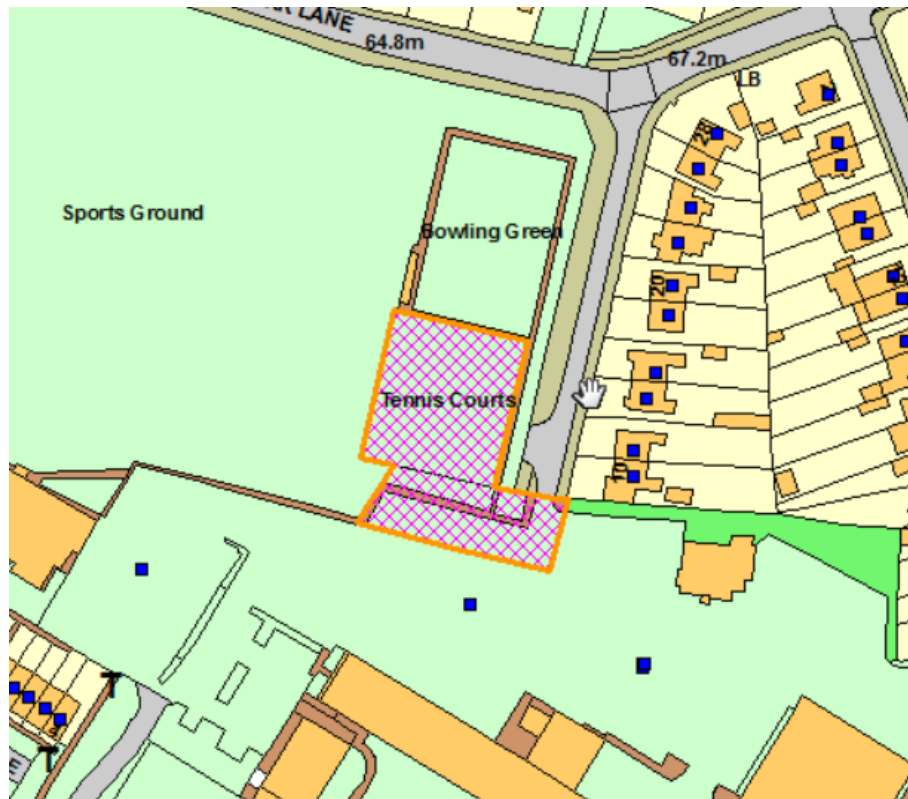 LANE
64.8m
67.2m
LB
28
Sports Ground
Bowling Green
20
Tennis Courts
10
T
T